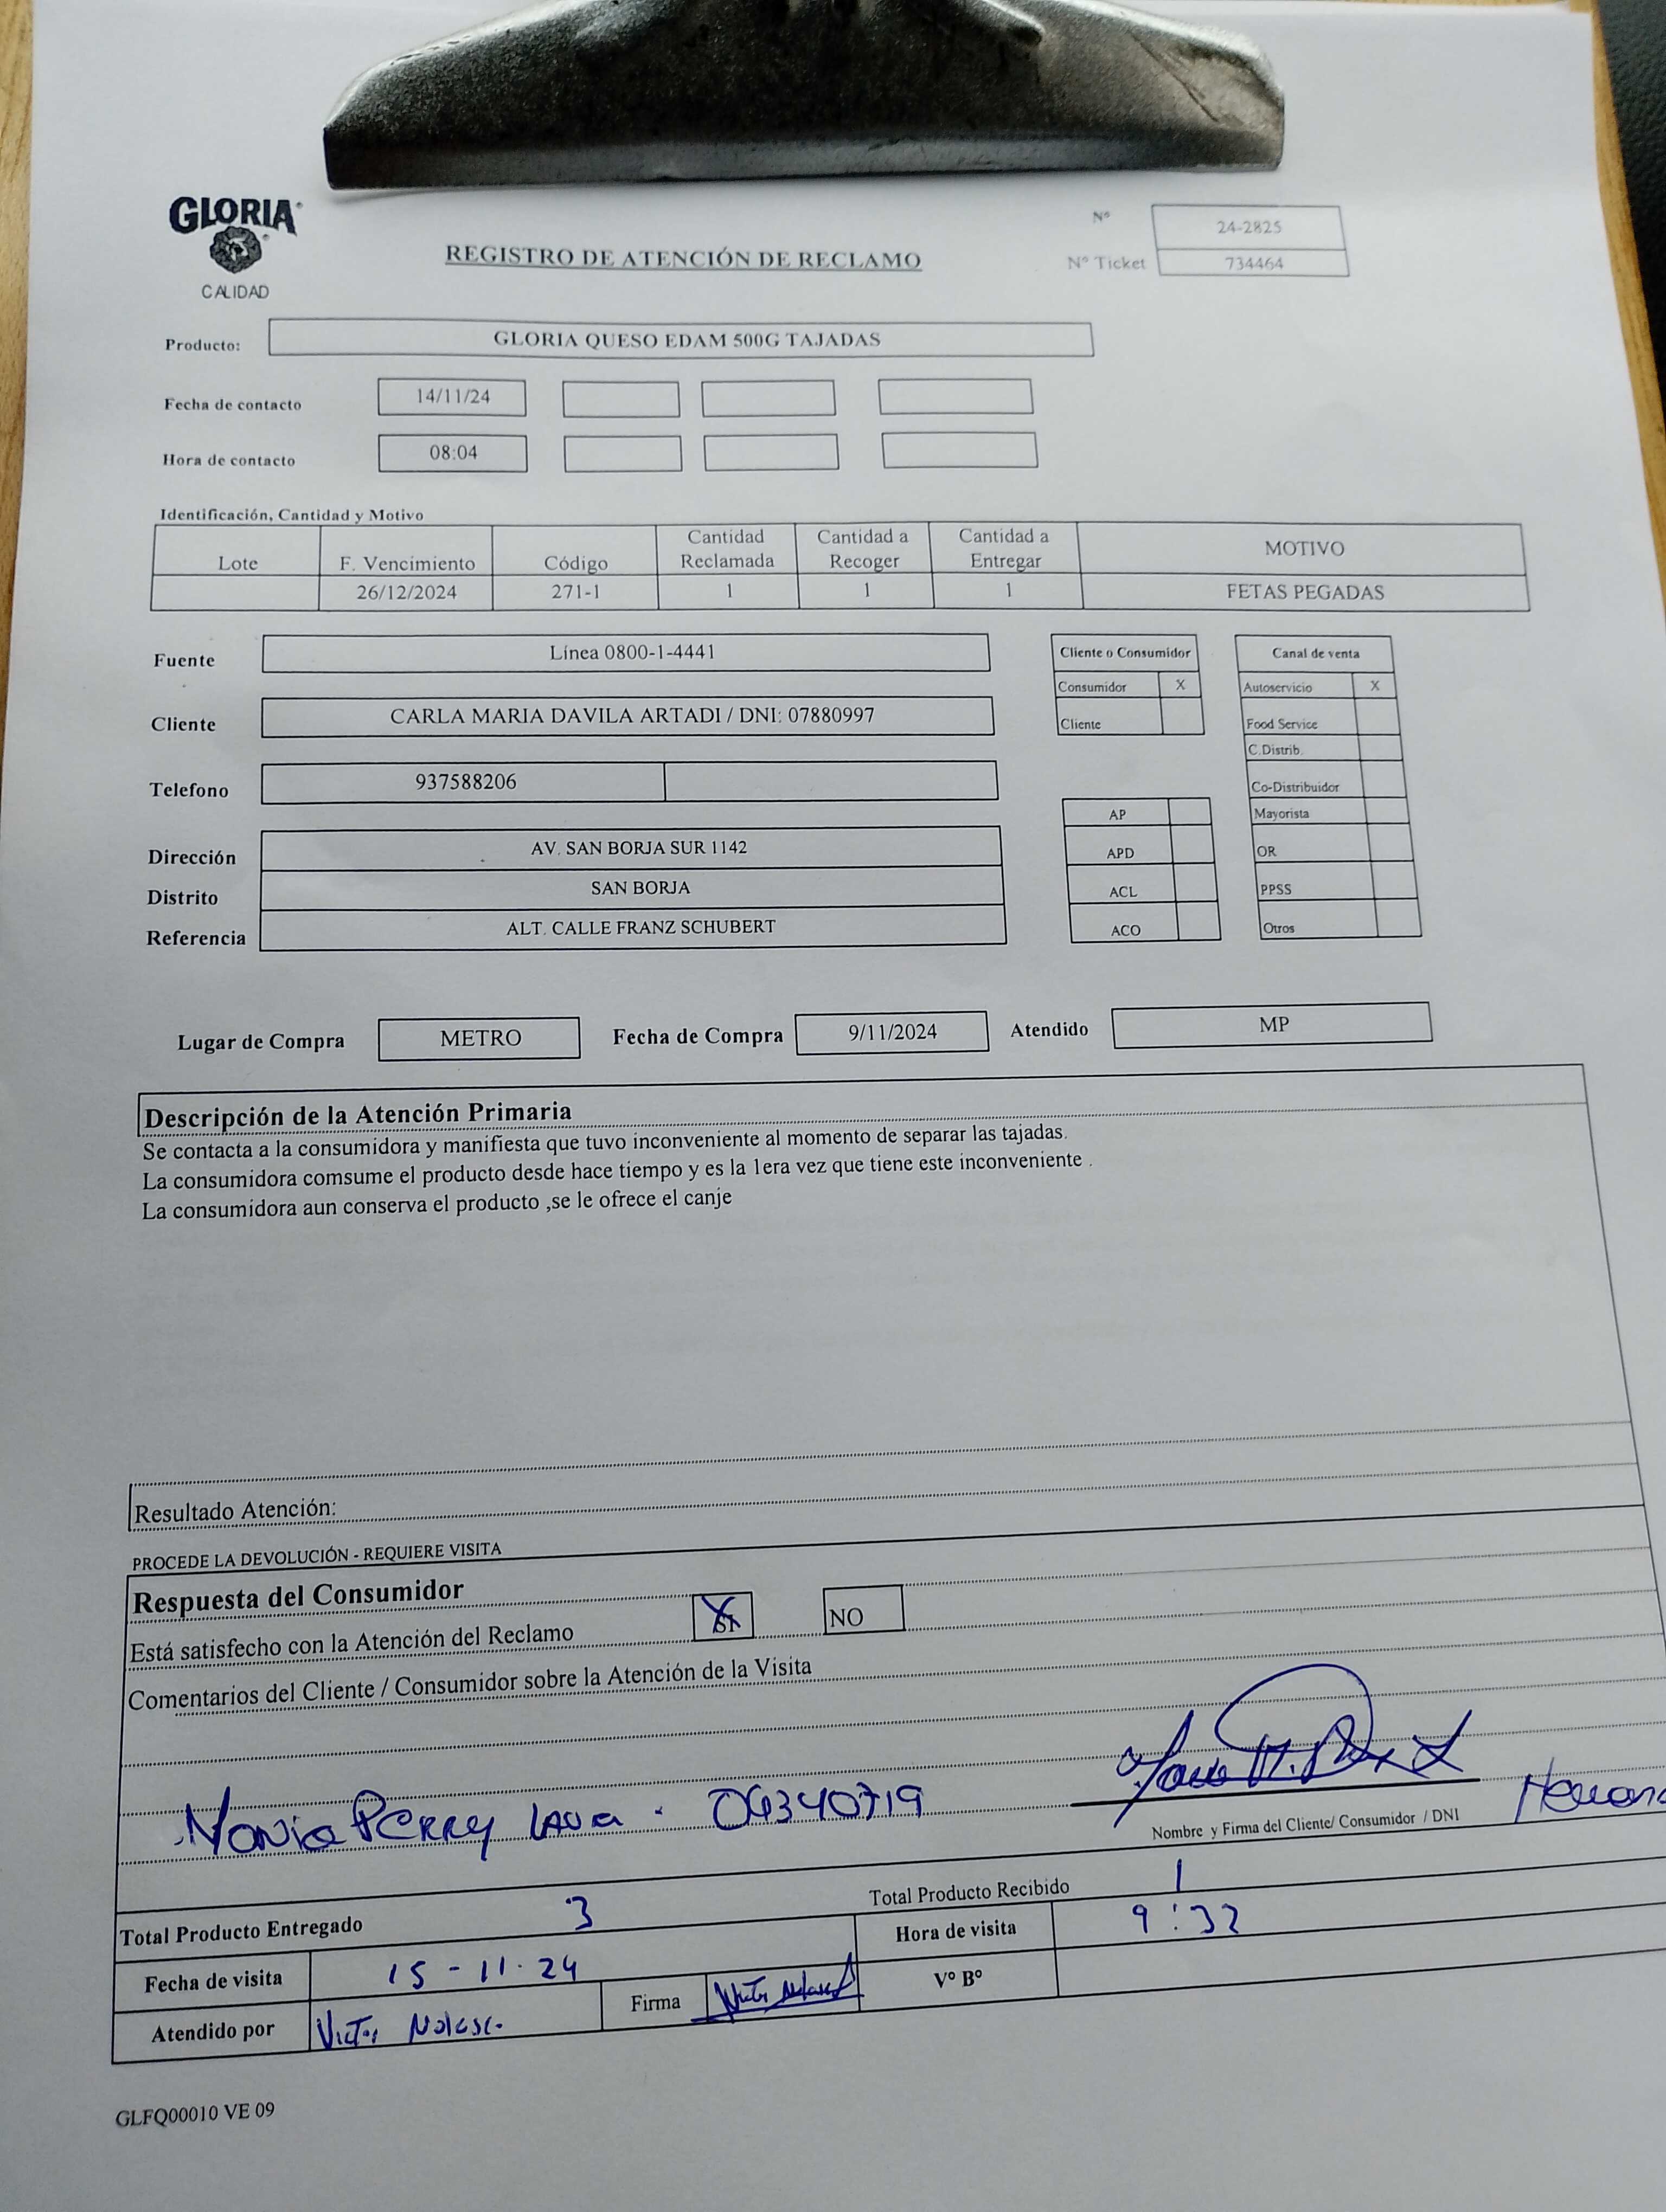 GLORIA
CALIDAD
REGISTRO DE ATENCIÓN DE RECLAMO
Nº 24-2825
Nº Ticket 734464
Producto: GLORIA QUESO EDAM 500G TAJADAS
Fecha de contacto 14/11/24
Hora de contacto 08:04
Identificación, Cantidad y Motivo
Lote F. Vencimiento Código Cantidad Reclamada Cantidad a Recoger Cantidad a Entregar MOTIVO
26/12/2024 271-1 1 1 1 FETAS PEGADAS
Fuente Línea 0800-1-4441
Cliente CARLA MARIA DAVILA ARTADI / DNI: 07880997
Telefono 937588206
Dirección AV. SAN BORJA SUR 1142
Distrito SAN BORJA
Referencia ALT. CALLE FRANZ SCHUBERT
Cliente o Consumidor
Consumidor X
Cliente
AP
APD
ACL
ACO
Canal de venta
Autoservicio X
Food Service
C.Distrib.
Co-Distribuidor
Mayorista
OR
PPSS
Otros
Lugar de Compra METRO Fecha de Compra 9/11/2024 Atendido MP
Descripción de la Atención Primaria
Se contacta a la consumidora y manifiesta que tuvo inconveniente al momento de separar las tajadas.
La consumidora comsume el producto desde hace tiempo y es la 1era vez que tiene este inconveniente .
La consumidora aun conserva el producto ,se le ofrece el canje
Resultado Atención:
PROCEDE LA DEVOLUCIÓN - REQUIERE VISITA
Respuesta del Consumidor
Está satisfecho con la Atención del Reclamo SI X NO
Comentarios del Cliente / Consumidor sobre la Atención de la Visita
Perry
Nombre y Firma del Cliente/ Consumidor / DNI
Total Producto Entregado 3 Total Producto Recibido 1
Fecha de visita 15-11-24 Hora de visita 9:32
Atendido por Victor Firma Vº Bº
GLFQ00010 VE 09